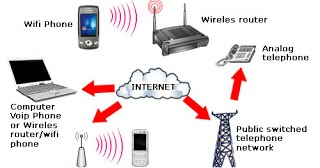 Wifi Phone
Wireles router
Analog
telephone
INTERNET
Computer
Voip Phone
or Wireles
router/wifi
phone
Public switched
telephone
network